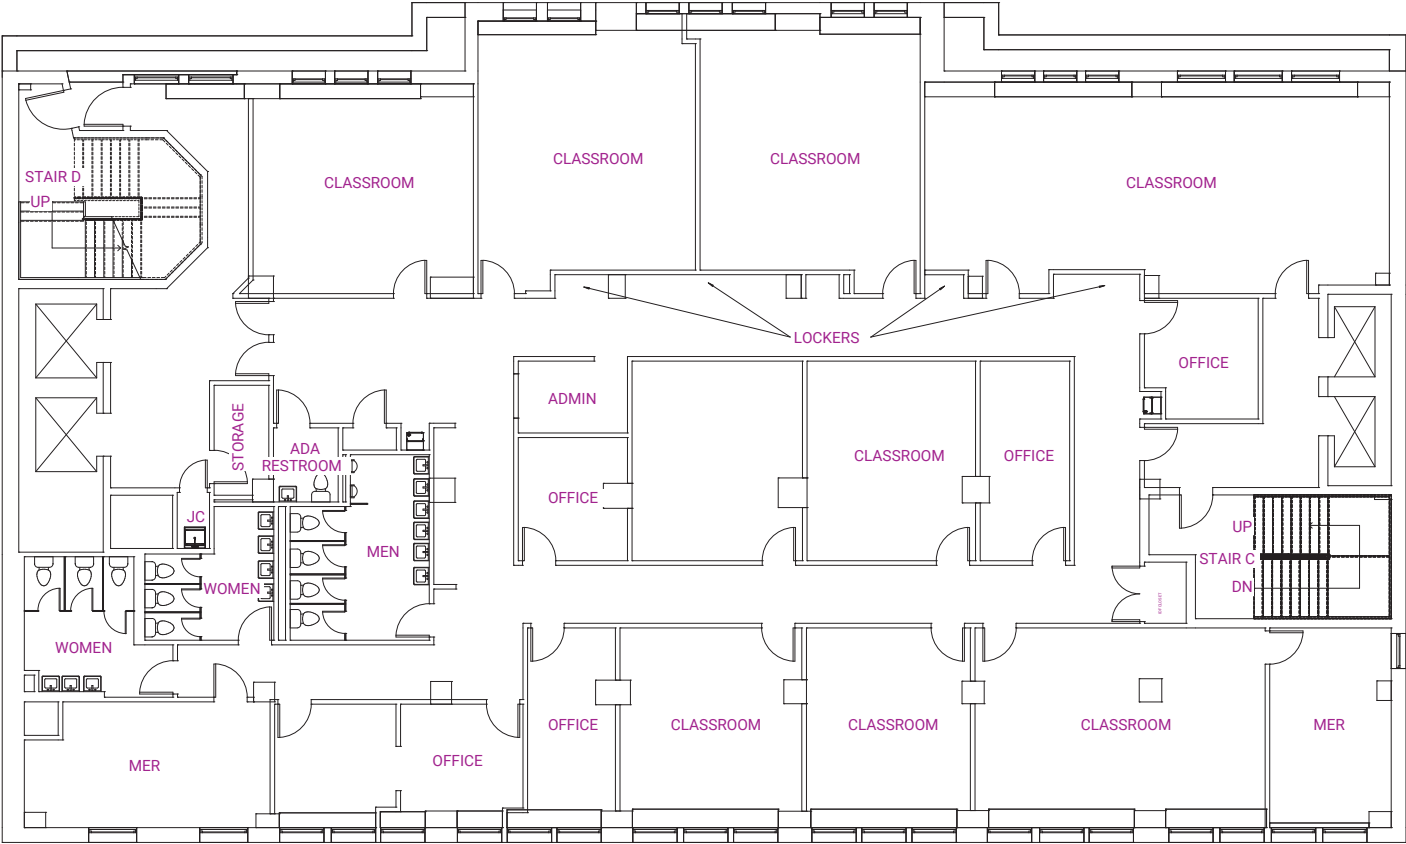 CLASSROOM
CLASSROOM
STAIR D
CLASSROOM
CLASSROOM
UP
LOCKERS
OFFICE
ADMIN
STORAGE
ADA
RESTROOM
CLASSROOM
OFFICE
OFFICE
JC
UP
MEN
STAIR C
WOMEN
DN
WOMEN
OFFICE
CLASSROOM
CLASSROOM
CLASSROOM
MER
OFFICE
MER